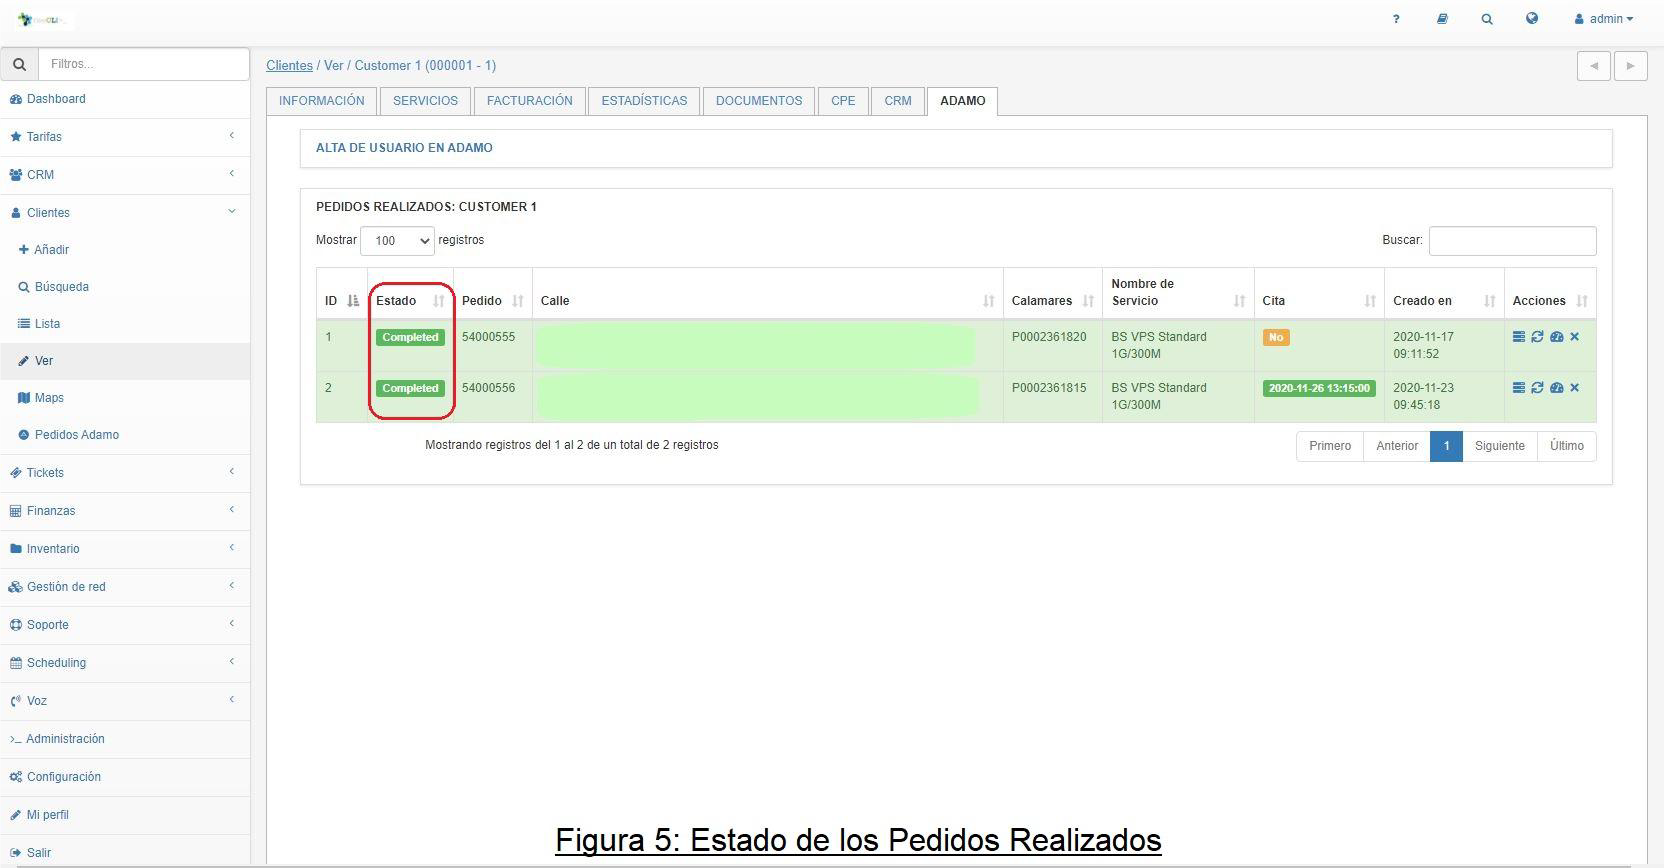 admin
Filtros...
Dashboard
Tarifas
CRM
Clientes
Añadir
Búsqueda
Lista
Ver
Maps
Pedidos Adamo
Tickets
Finanzas
Inventario
Gestión de red
Soporte
Scheduling
Voz
Administración
Configuración
Mi perfil
Salir
Clientes / Ver / Customer 1 (000001 - 1)
INFORMACIÓN SERVICIOS FACTURACIÓN ESTADÍSTICAS DOCUMENTOS CPE CRM ADAMO
ALTA DE USUARIO EN ADAMO
PEDIDOS REALIZADOS: CUSTOMER 1
Mostrar 100 registros Buscar:
ID Estado Pedido Calle Calamares Nombre de Servicio Cita Creado en Acciones
1 Completed 54000555 P0002361820 BS VPS Standard No 2020-11-17
1G/300M 09:11:52
2 Completed 54000556 P0002361815 BS VPS Standard 2020-11-26 13:15:00 2020-11-23
1G/300M 09:45:18
Mostrando registros del 1 al 2 de un total de 2 registros Primero Anterior 1 Siguiente Último
Figura 5: Estado de los Pedidos Realizados